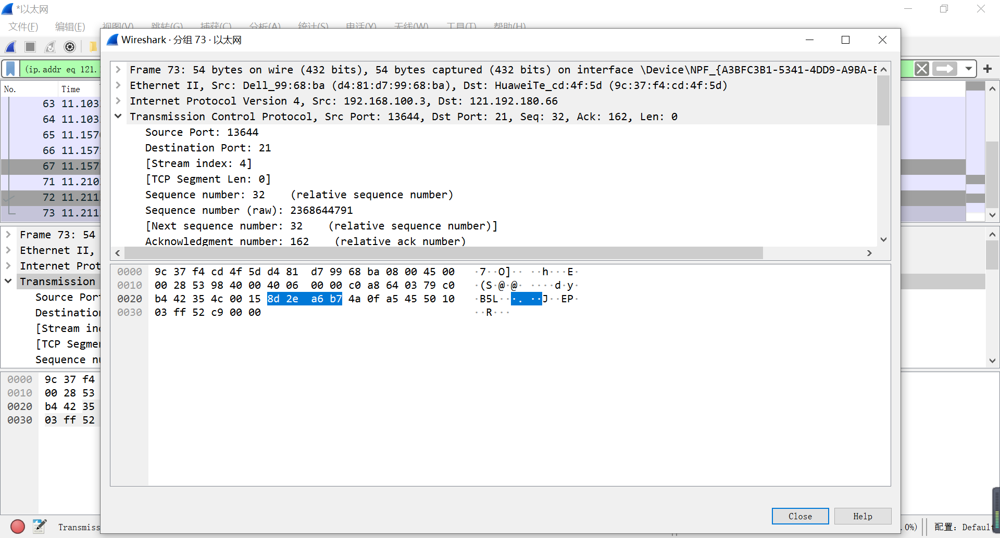 *以太网
文件(F) 编辑(E) 视图(V) 跳转(G) 捕获(C) 分析(A) 统计(S) 电话(Y) 无线(W) 工具(T) 帮助(H)
(ip.addr eq 121.
No. Time
63 11.103
64 11.103
65 11.157
66 11.157
67 11.157
71 11.210
72 11.211
73 11.211
Frame 73: 54
Ethernet II,
Internet Prot
Transmission
Source Por
Destination
[Stream ind
[TCP Segmen
Sequence nu
0000 9c 37 f4
0010 00 28 53
0020 b4 42 35
0030 03 ff 52
Transmiss
.0%)
配置: Default
Wireshark · 分组 73 · 以太网
Frame 73: 54 bytes on wire (432 bits), 54 bytes captured (432 bits) on interface \Device\NPF_{A3BFC3B1-5341-4DD9-A9BA-E
Ethernet II, Src: Dell_99:68:ba (d4:81:d7:99:68:ba), Dst: HuaweiTe_cd:4f:5d (9c:37:f4:cd:4f:5d)
Internet Protocol Version 4, Src: 192.168.100.3, Dst: 121.192.180.66
Transmission Control Protocol, Src Port: 13644, Dst Port: 21, Seq: 32, Ack: 162, Len: 0
Source Port: 13644
Destination Port: 21
[Stream index: 4]
[TCP Segment Len: 0]
Sequence number: 32 (relative sequence number)
Sequence number (raw): 2368644791
[Next sequence number: 32 (relative sequence number)]
Acknowledgment number: 162 (relative ack number)
0000 9c 37 f4 cd 4f 5d d4 81 d7 99 68 ba 08 00 45 00 ·7··O]·· ··h···E·
0010 00 28 53 98 40 00 40 06 00 00 c0 a8 64 03 79 c0 ·(S·@·@· ····d·y·
0020 b4 42 35 4c 00 15 8d 2e a6 b7 4a 0f a5 45 50 10 ·B5L···. ··J··EP·
0030 03 ff 52 c9 00 00 ··R···
Close
Help